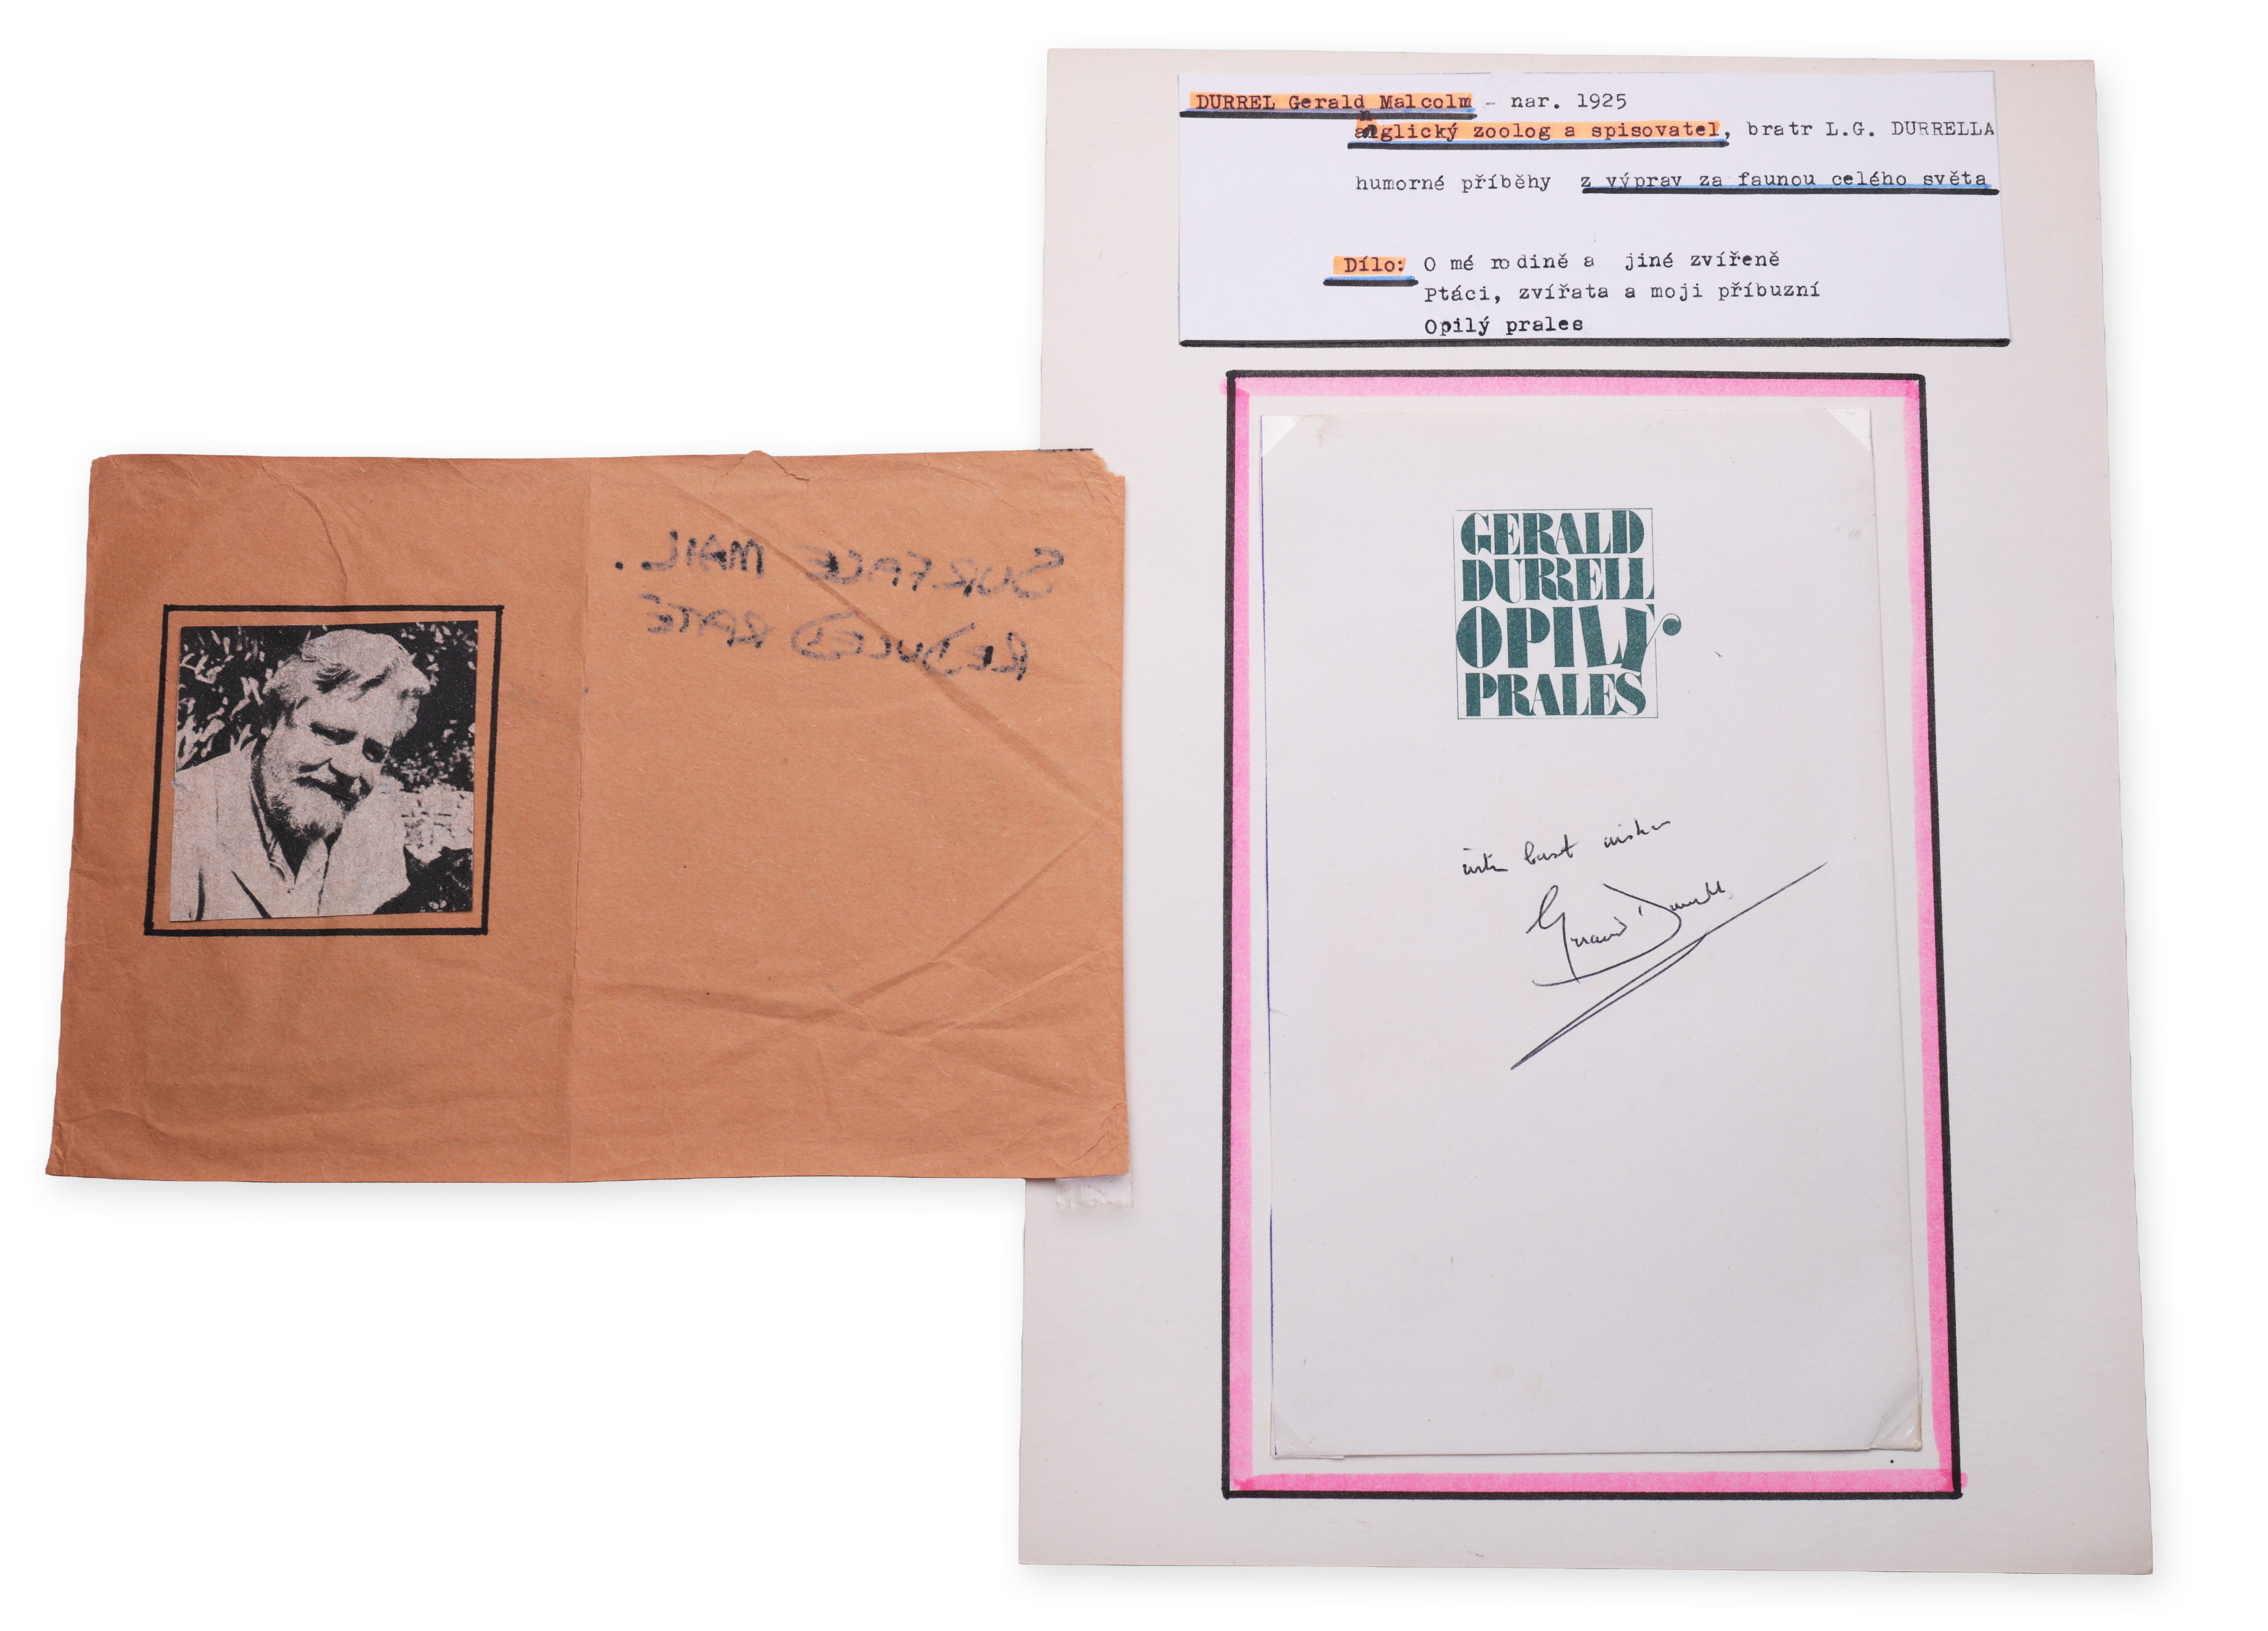 DURREL Gerald Malcolm - nar. 1925
anglický zoolog a spisovatel, bratr L.G. DURRELLA
humorné příběhy z výprav za faunou celého světa
Dílo: O mé rodině a jiné zvířeně
Ptáci, zvířata a moji příbuzní
Opilý prales
SURFACE MAIL.
REDUCED RATE
GERALD
DURRELL
OPILÝ
PRALES
with best wishes
Gerald Durrell